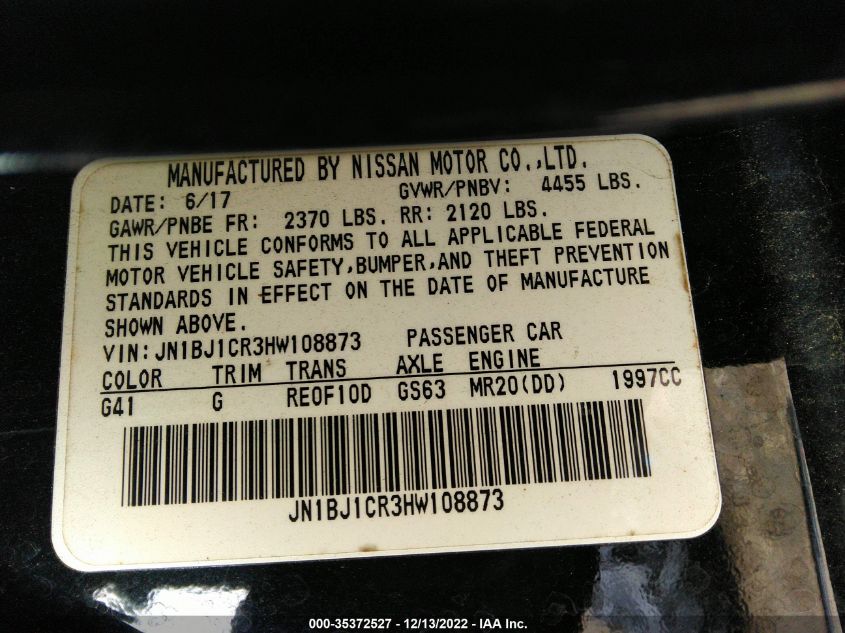 MANUFACTURED BY NISSAN MOTOR CO.,LTD.
DATE: 6/17 GVWR/PNBV: 4455 LBS.
GAWR/PNBE FR: 2370 LBS. RR: 2120 LBS.
THIS VEHICLE CONFORMS TO ALL APPLICABLE FEDERAL
MOTOR VEHICLE SAFETY,BUMPER,AND THEFT PREVENTION
STANDARDS IN EFFECT ON THE DATE OF MANUFACTURE
SHOWN ABOVE.
VIN:JN1BJ1CR3HW108873 PASSENGER CAR
COLOR TRIM TRANS AXLE ENGINE
G41 G RE0F10D GS63 MR20(DD) 1997CC
JN1BJ1CR3HW108873
000-35372527 - 12/13/2022 - IAA Inc.